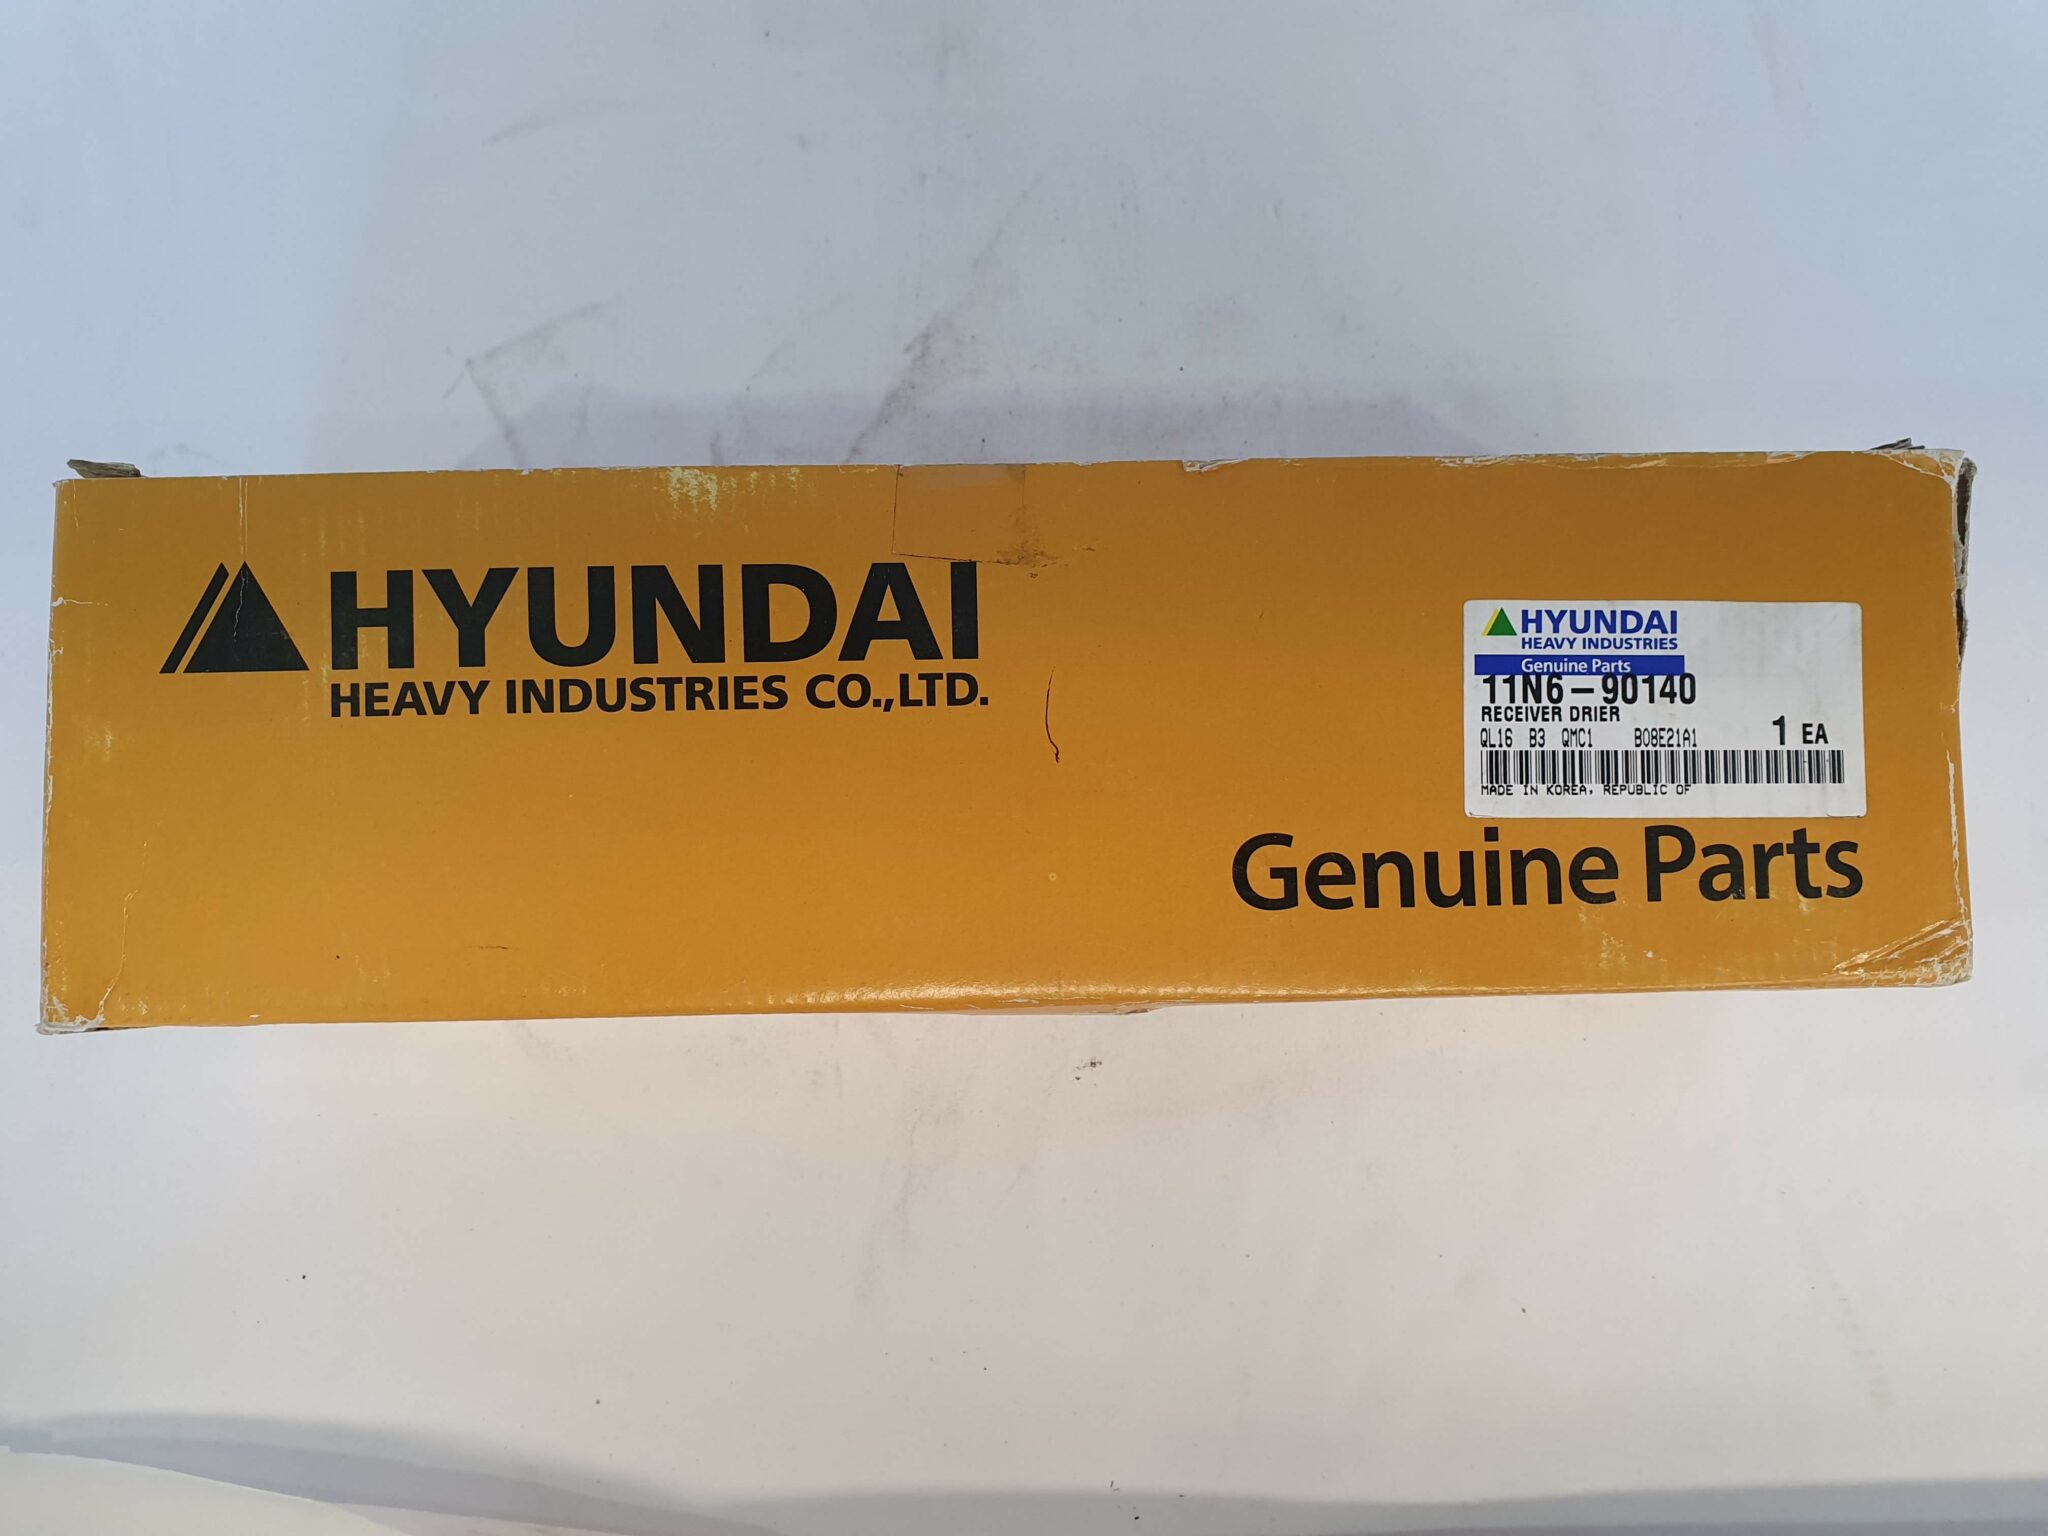 HYUNDAI
HEAVY INDUSTRIES CO.,LTD.
HYUNDAI
HEAVY INDUSTRIES
Genuine Parts
11N6-90140
RECEIVER DRIER
QL16 B3 QMC1 B08E21A1 1 EA
MADE IN KOREA, REPUBLIC OF
Genuine Parts